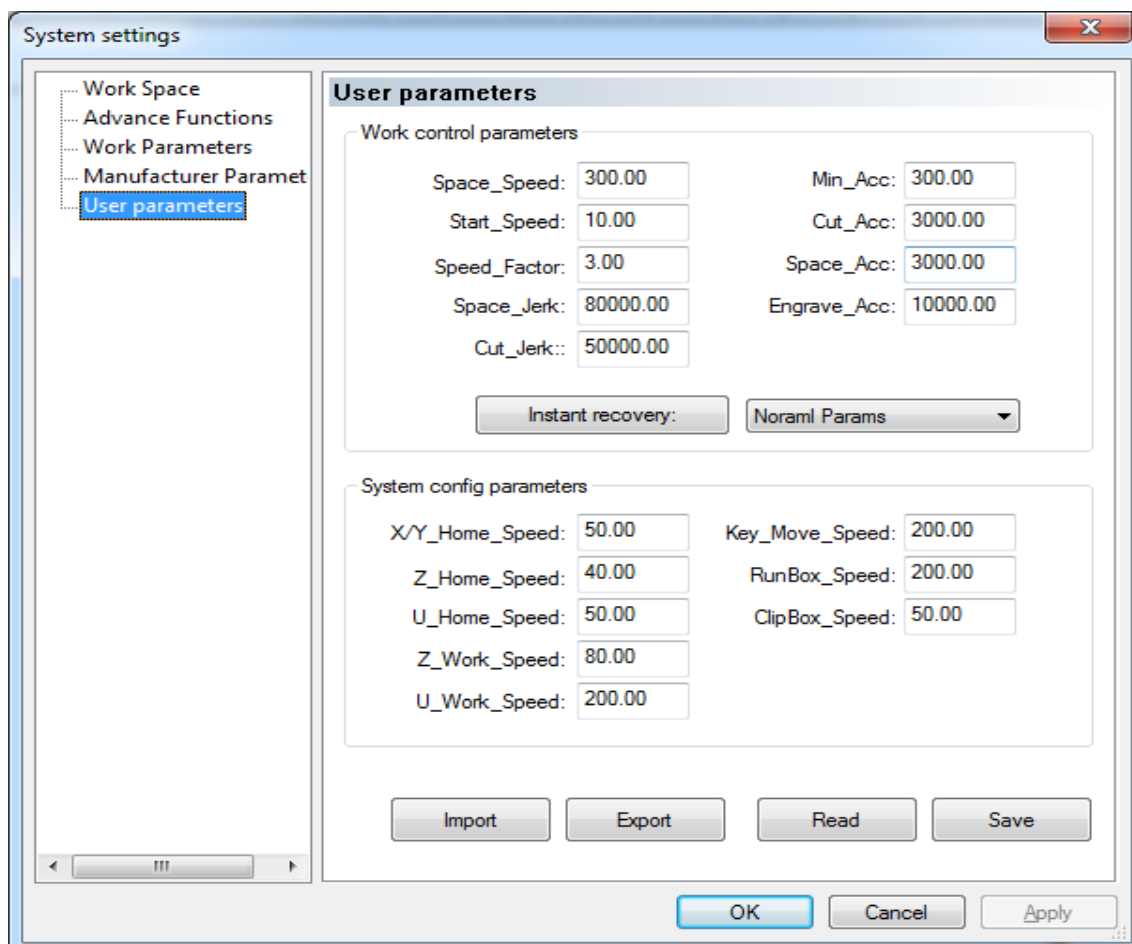 System settings
Work Space
Advance Functions
Work Parameters
Manufacturer Paramet
User parameters
User parameters
Work control parameters
Space_Speed: 300.00 Min_Acc: 300.00
Start_Speed: 10.00 Cut_Acc: 3000.00
Speed_Factor: 3.00 Space_Acc: 3000.00
Space_Jerk: 80000.00 Engrave_Acc: 10000.00
Cut_Jerk:: 50000.00
Instant recovery: Noraml Params
System config parameters
X/Y_Home_Speed: 50.00 Key_Move_Speed: 200.00
Z_Home_Speed: 40.00 RunBox_Speed: 200.00
U_Home_Speed: 50.00 ClipBox_Speed: 50.00
Z_Work_Speed: 80.00
U_Work_Speed: 200.00
Import Export Read Save
OK Cancel Apply